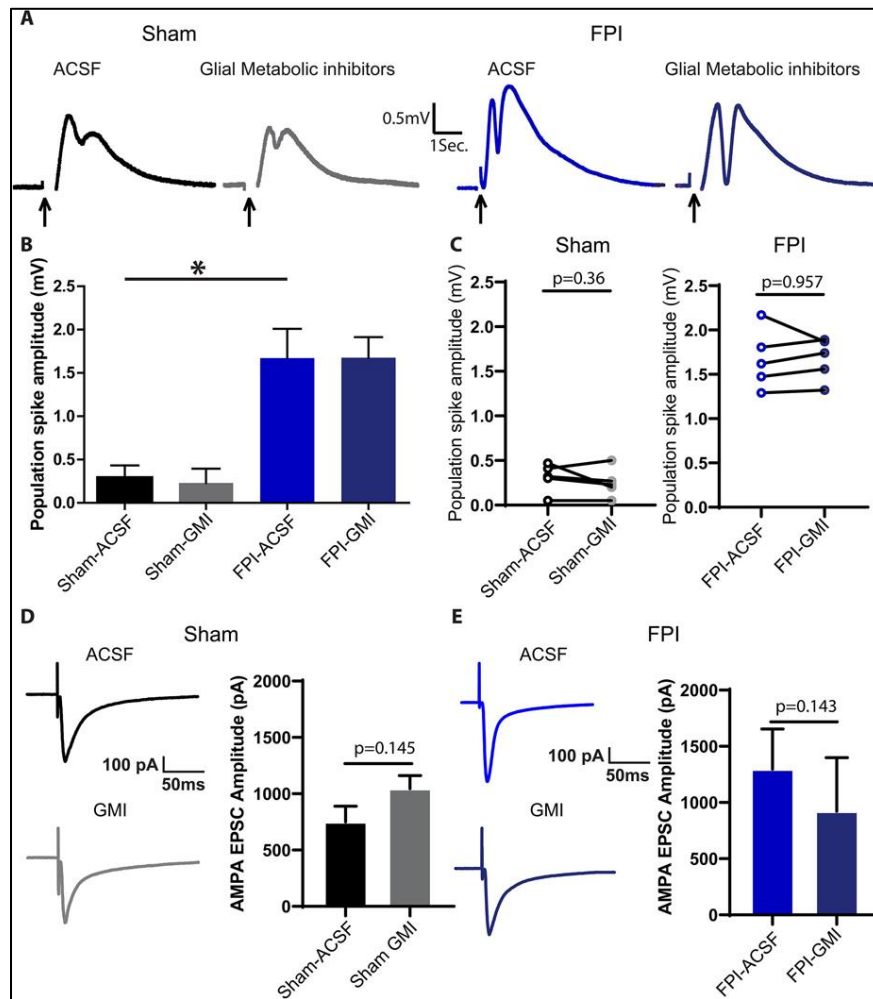 A
Sham
FPI
ACSF
Glial Metabolic inhibitors
ACSF
Glial Metabolic inhibitors
0.5mV
1Sec.
B
Population spike amplitude (mV)
2.5
2.0
1.5
1.0
0.5
0.0
*
Sham-ACSF
Sham-GMI
FPI-ACSF
FPI-GMI
C
Sham
Population spike amplitude (mV)
2.5
2.0
1.5
1.0
0.5
0.0
p=0.36
Sham-ACSF
Sham-GMI
FPI
Population spike amplitude (mV)
2.5
2.0
1.5
1.0
0.5
0.0
p=0.957
FPI-ACSF
FPI-GMI
D
Sham
ACSF
100 pA
50ms
GMI
AMPA EPSC Amplitude (pA)
2000
1500
1000
500
0
p=0.145
Sham-ACSF
Sham GMI
E
FPI
ACSF
100 pA
50ms
GMI
AMPA EPSC Amplitude (pA)
2000
1500
1000
500
0
p=0.143
FPI-ACSF
FPI-GMI